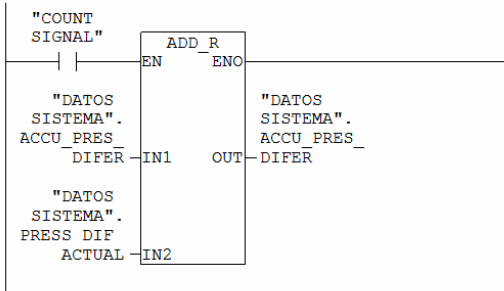 "COUNT
SIGNAL"
ADD_R
EN ENO
"DATOS
SISTEMA".
ACCU_PRES_
DIFER IN1
"DATOS
SISTEMA".
ACCU_PRES_
OUT DIFER
"DATOS
SISTEMA".
PRESS DIF
ACTUAL IN2